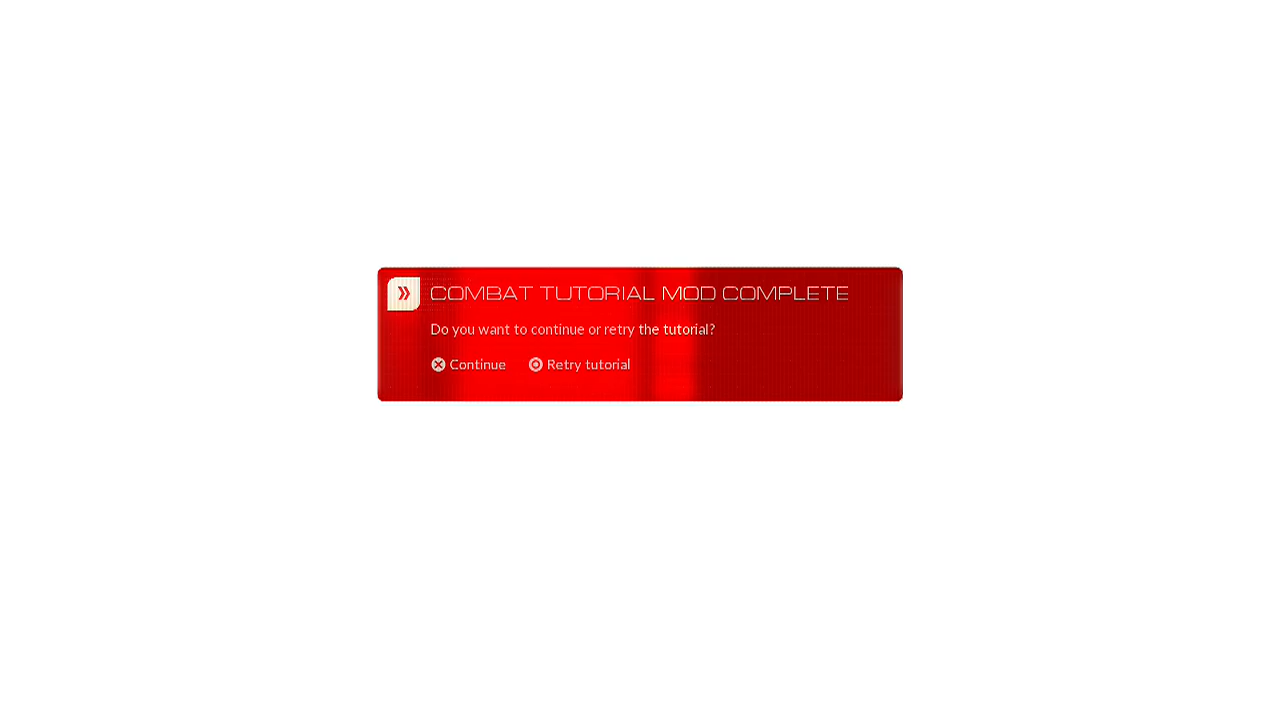 COMBAT TUTORIAL MOD COMPLETE
Do you want to continue or retry the tutorial?
Continue Retry tutorial